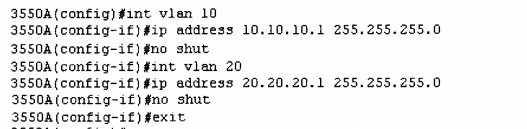 3550A(config)#int vlan 10
3550A(config-if)#ip address 10.10.10.1 255.255.255.0
3550A(config-if)#no shut
3550A(config-if)#int vlan 20
3550A(config-if)#ip address 20.20.20.1 255.255.255.0
3550A(config-if)#no shut
3550A(config-if)#exit